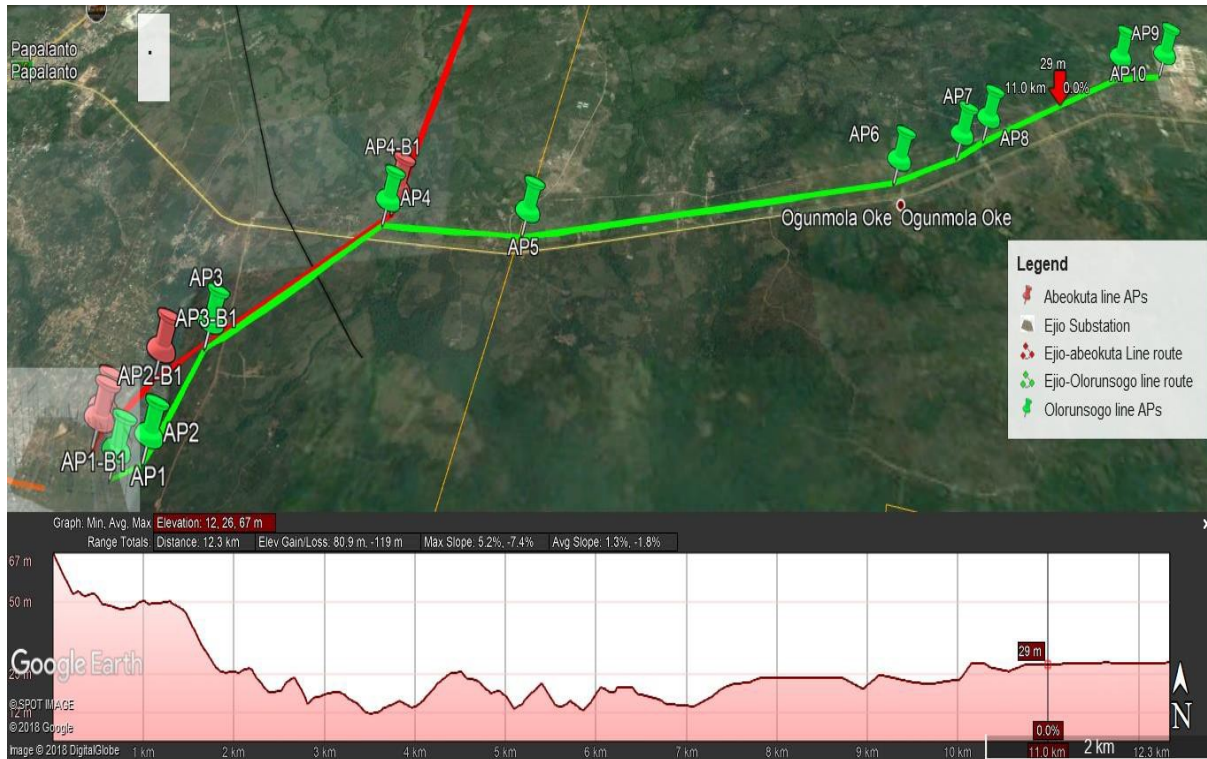 Papalanto
Papalanto
AP9
29 m
11.0 km
0.0%
AP10
AP7
AP8
AP6
AP4-B1
AP4
Ogunmola Oke
Ogunmola Oke
AP5
Legend
Abeokuta line APs
Ejio Substation
Ejio-abeokuta Line route
Ejio-Olorunsogo line route
Olorunsogo line APs
AP3
AP3-B1
AP2-B1
AP2
AP1-B1
AP1
Graph: Min, Avg, Max Elevation: 12, 26, 67 m
Range Totals: Distance: 12.3 km Elev Gain/Loss: 80.9 m, -119 m Max Slope: 5.2%, -7.4% Avg Slope: 1.3%, -1.8%
67 m
50 m
29 m
Google Earth
© SPOT IMAGE
12 m
© 2018 Google
N
0.0%
Image © 2018 DigitalGlobe
1 km 2 km 3 km 4 km 5 km 6 km 7 km 8 km 9 km 10 km 11.0 km 2 km 12.3 km